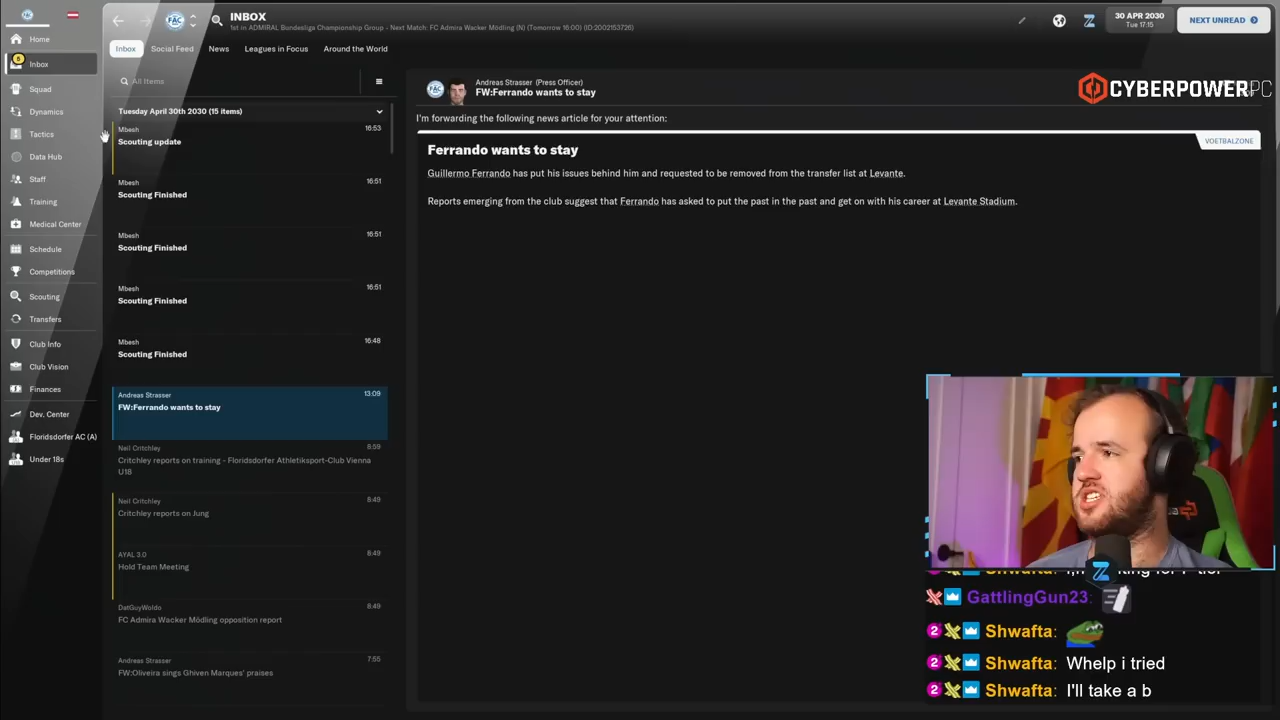 INBOX
1st in ADMIRAL Bundesliga Championship Group - Next Match: FC Admira Wacker Mödling (N) (Tomorrow 16:00) (ID:2002153726)
30 APR 2030
Tue 17:15
NEXT UNREAD
Home
Inbox
Squad
Dynamics
Tactics
Data Hub
Staff
Training
Medical Center
Schedule
Competitions
Scouting
Transfers
Club Info
Club Vision
Finances
Dev. Center
Floridsdorfer AC (A)
Under 18s
Inbox
Social Feed
News
Leagues in Focus
Around the World
All Items
Tuesday April 30th 2030 (15 items)
Mbesh
16:53
Scouting update
Mbesh
16:51
Scouting Finished
Mbesh
16:51
Scouting Finished
Mbesh
16:51
Scouting Finished
Mbesh
16:48
Scouting Finished
Andreas Strasser
13:09
FW:Ferrando wants to stay
Neil Critchley
8:59
Critchley reports on training - Floridsdorfer Athletiksport-Club Vienna
U18
Neil Critchley
8:49
Critchley reports on Jung
AYAL 3.0
8:49
Hold Team Meeting
DatGuyWoldo
8:49
FC Admira Wacker Mödling opposition report
Andreas Strasser
7:55
FW:Oliveira sings Ghiven Marques' praises
FAC
Andreas Strasser (Press Officer)
FW:Ferrando wants to stay
CYBERPOWERPC
I'm forwarding the following news article for your attention:
VOETBALZONE
Ferrando wants to stay
Guillermo Ferrando has put his issues behind him and requested to be removed from the transfer list at Levante.
Reports emerging from the club suggest that Ferrando has asked to put the past in the past and get on with his career at Levante Stadium.
GattlingGun23:
Shwafta:
Shwafta: Whelp i tried
Shwafta: I'll take a b